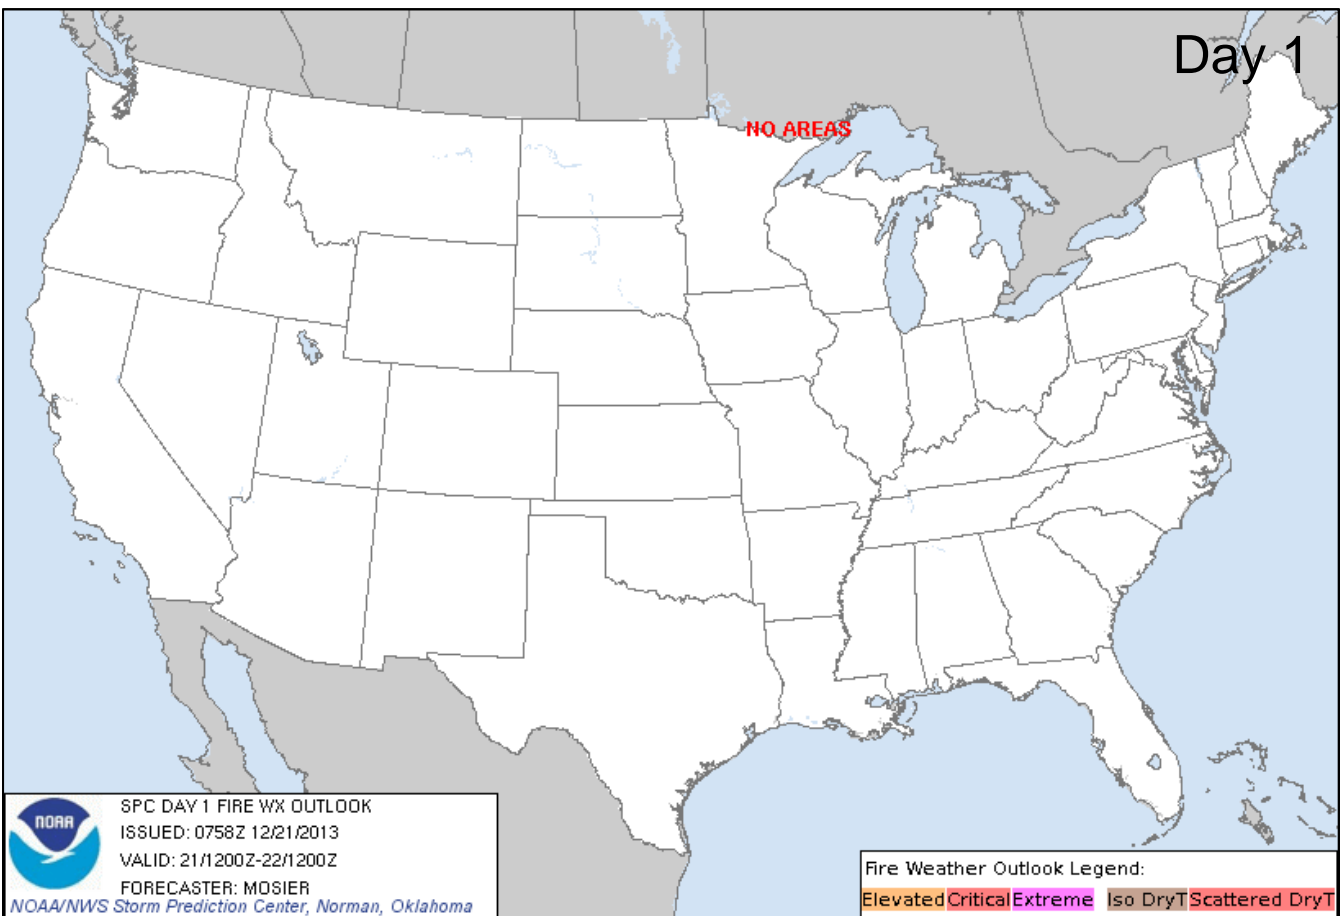 Day 1
NO AREAS
NOAA
SPC DAY 1 FIRE WX OUTLOOK
ISSUED: 0758Z 12/21/2013
VALID: 21/1200Z-22/1200Z
FORECASTER: MOSIER
NOAA/NWS Storm Prediction Center, Norman, Oklahoma
Fire Weather Outlook Legend:
Elevated Critical Extreme Iso DryT Scattered DryT